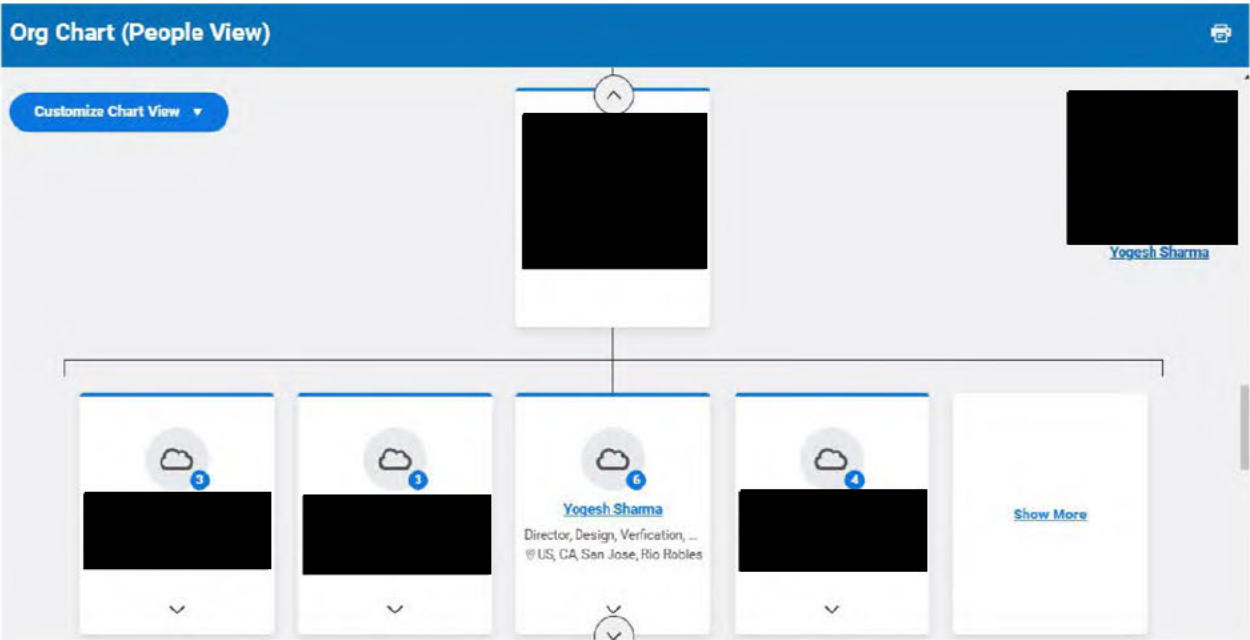 Org Chart (People View)
Customize Chart View
Yogesh Sharma
3
3
6
4
Yogesh Sharma
Director, Design, Verfication, ...
US, CA, San Jose, Rio Robles
Show More